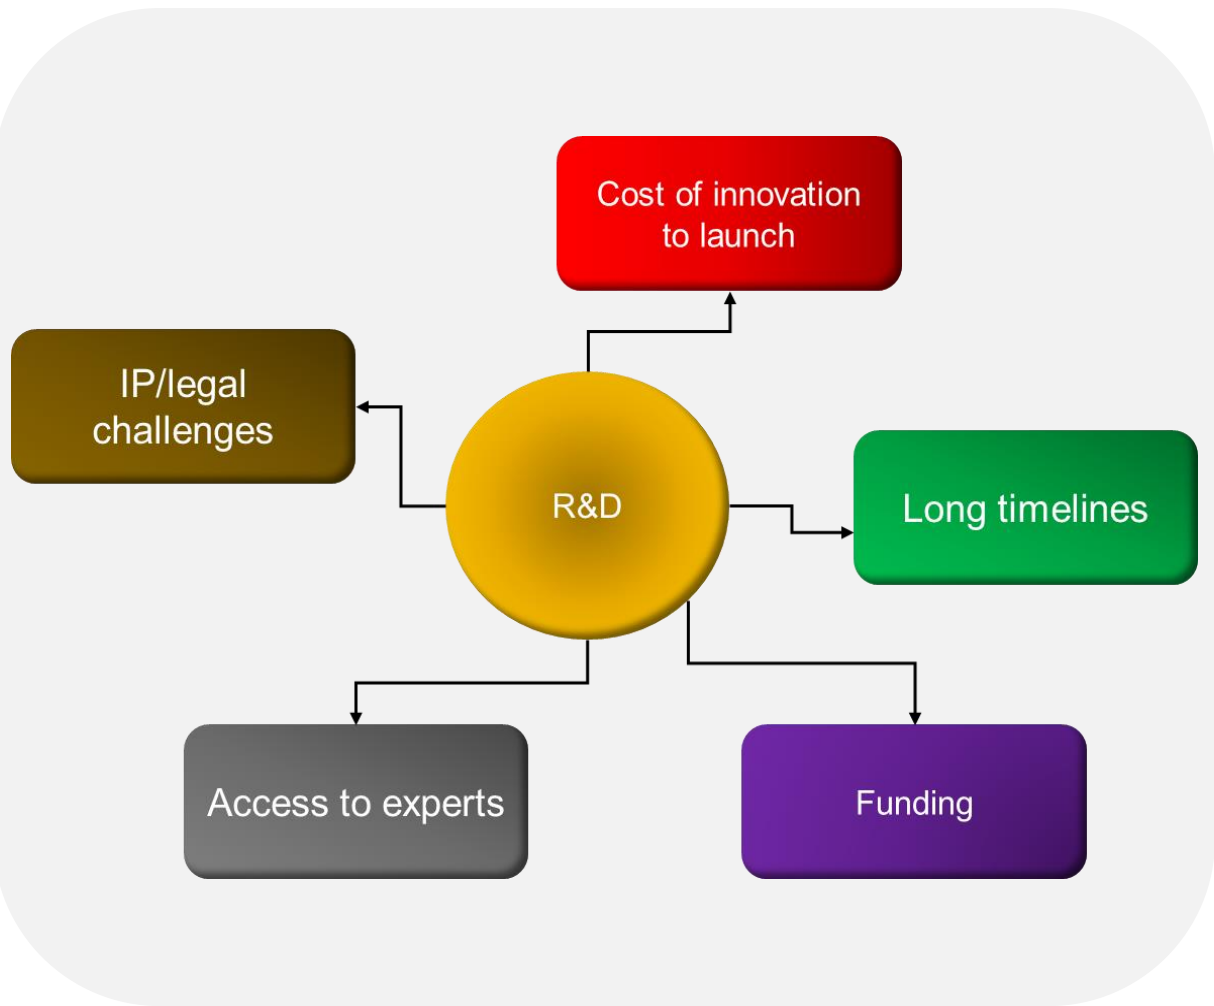 Cost of innovation
to launch
IP/legal
challenges
R&D
Long timelines
Access to experts
Funding